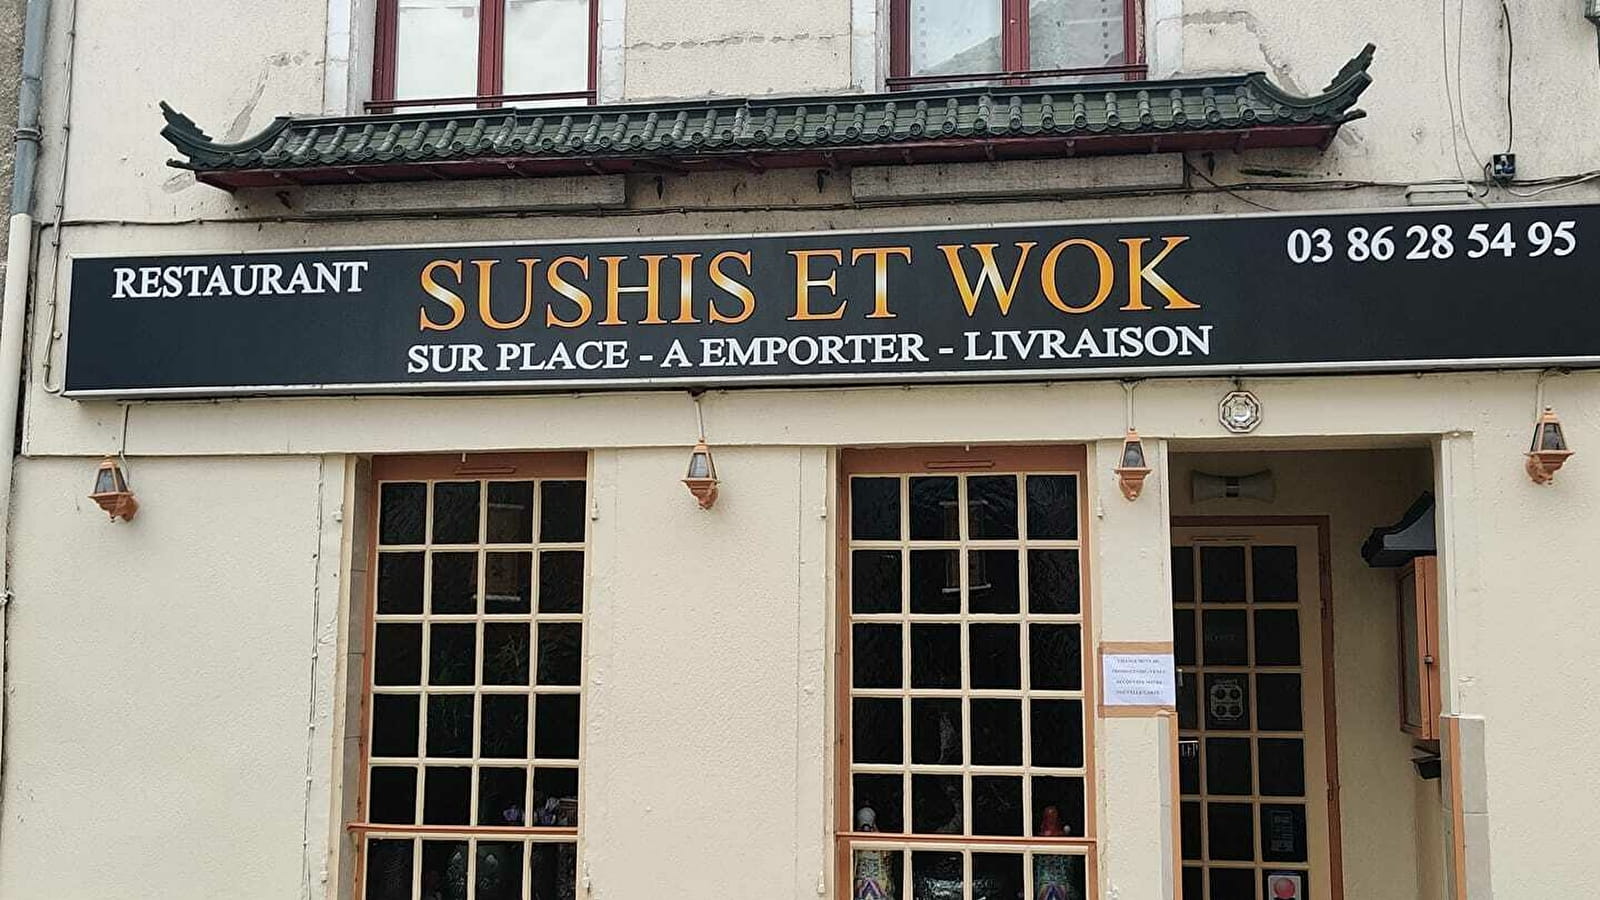 RESTAURANT
SUSHIS ET WOK
03 86 28 54 95
SUR PLACE - A EMPORTER - LIVRAISON